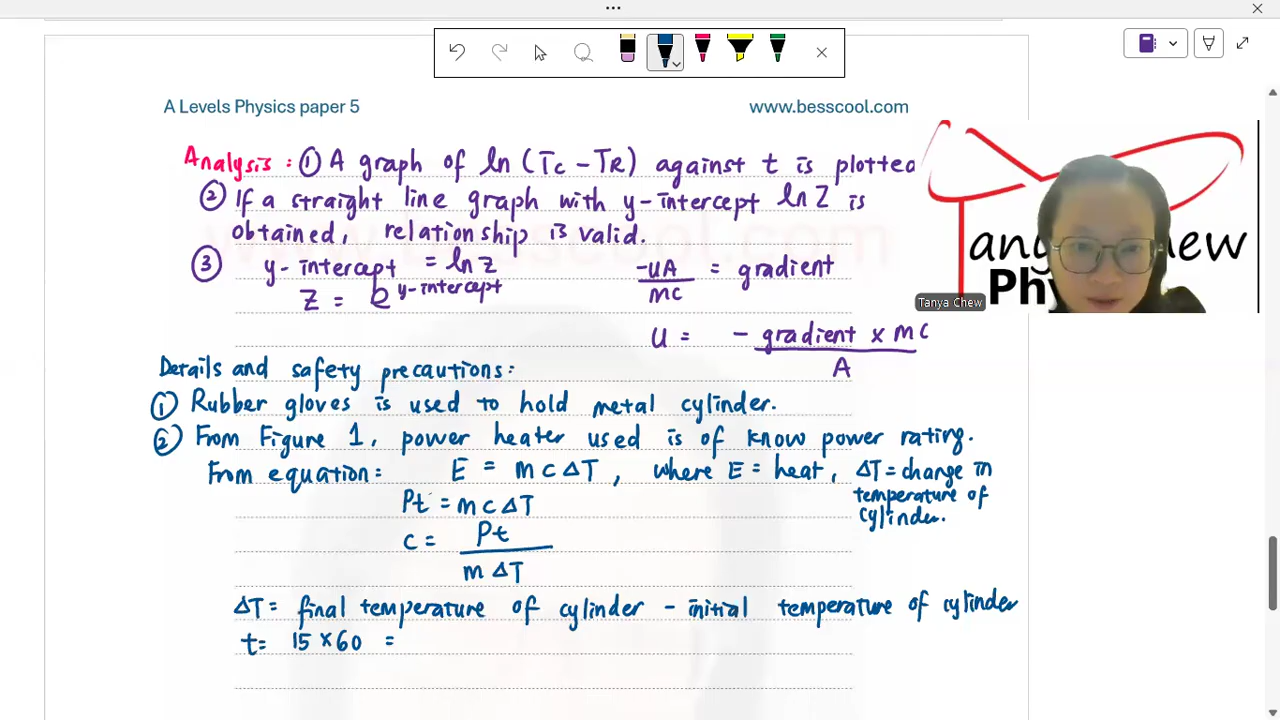 A Levels Physics paper 5
www.besscool.com
Analysis : ① A graph of ln (Tc - TR) against t is plotted
② If a straight line graph with y-intercept ln Z is
obtained, relationship is valid.
③ y-intercept = ln Z
-UA / MC = gradient
Z = e^y-intercept
U = - gradient x MC / A
Details and safety precautions:
① Rubber gloves is used to hold metal cylinder.
② From Figure 1, power heater used is of know power rating.
From equation: E = mcΔT, where E = heat, ΔT = change in
temperature of
cylinder.
Pt = mcΔT
c = Pt / mΔT
ΔT = final temperature of cylinder - initial temperature of cylinder
t = 15 x 60 =
Tanya Chew